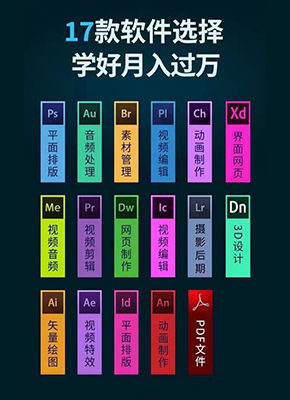 17款软件选择
学好月入过万
Ps Au Br Pl Ch Xd
平面排版 音频处理 素材管理 视频编辑 动画制作 界面网页
Me Pr Dw Ic Lr Dn
视频音频 视频剪辑 网页制作 视频编辑 摄影后期 3D设计
Ai Ae Id An
矢量绘图 视频特效 平面排版 动画制作 PDF文件